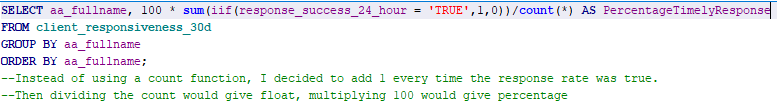 SELECT aa_fullname, 100 * sum(iif(response_success_24_hour = 'TRUE',1,0))/count(*) AS PercentageTimelyResponse
FROM client_responsiveness_30d
GROUP BY aa_fullname
ORDER BY aa_fullname;
--Instead of using a count function, I decided to add 1 every time the response rate was true.
--Then dividing the count would give float, multiplying 100 would give percentage